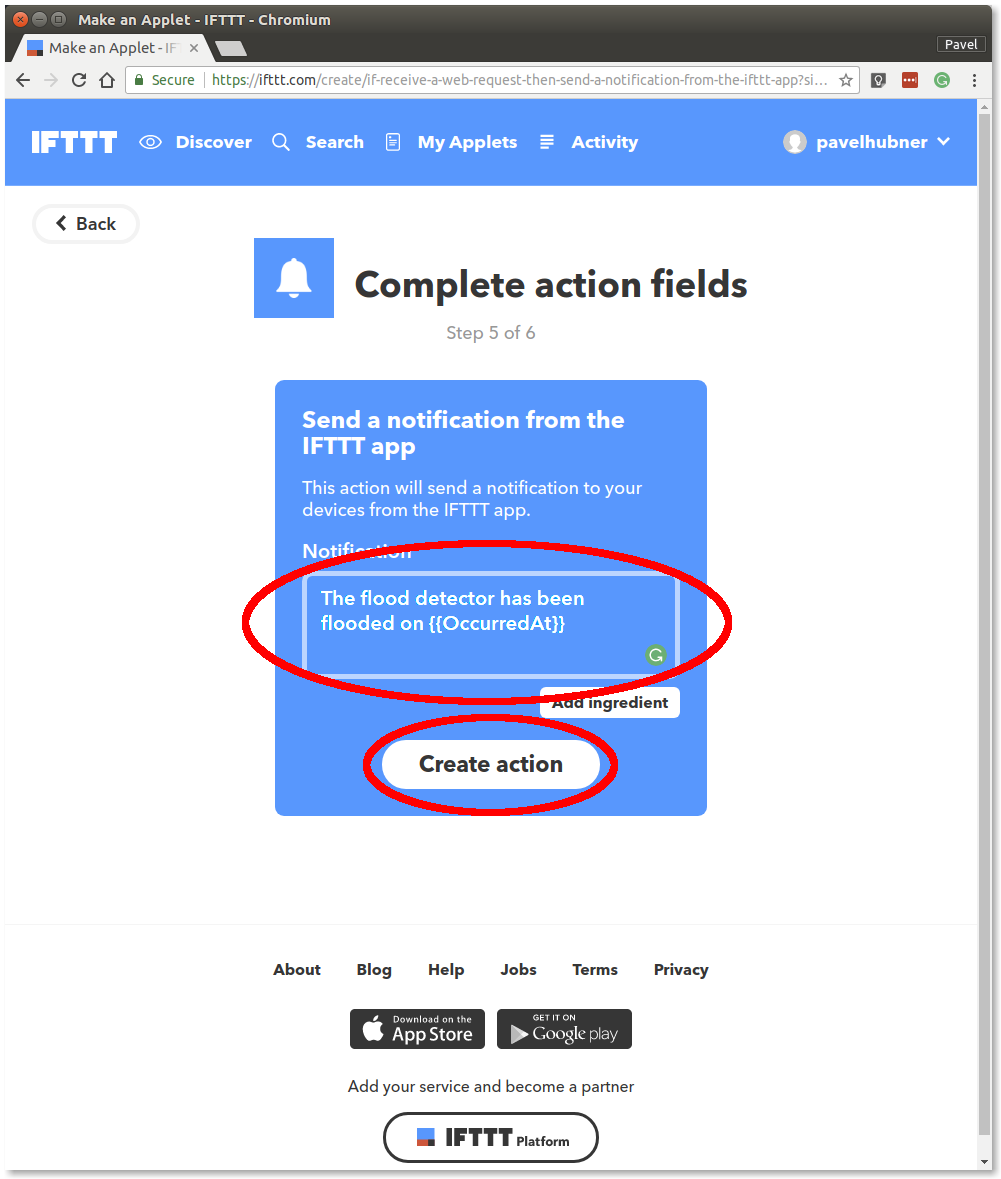 Make an Applet - IFTTT - Chromium
Make an Applet - IF
Pavel
Secure
https://ifttt.com/create/if-receive-a-web-request-then-send-a-notification-from-the-ifttt-app?si...
IFTTT Discover Search My Applets Activity pavelhubner
Back
Complete action fields
Step 5 of 6
Send a notification from the
IFTTT app
This action will send a notification to your
devices from the IFTTT app.
Notification
The flood detector has been
flooded on {{OccurredAt}}
Add ingredient
Create action
About Blog Help Jobs Terms Privacy
Download on the
App Store
GET IT ON
Google play
Add your service and become a partner
IFTTT Platform